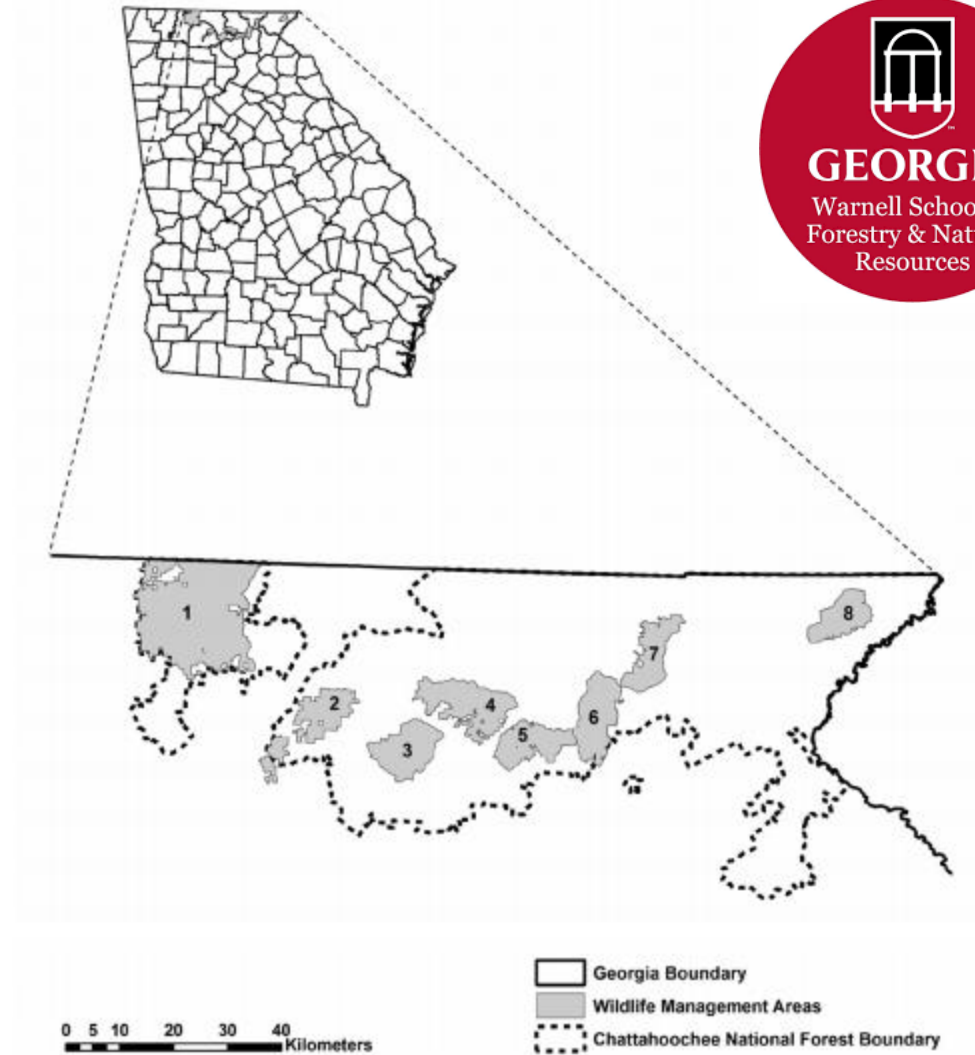 GEORGI
Warnell Schoo
Forestry & Nat
Resources
1
2
3
4
5
6
7
8
Georgia Boundary
Wildlife Management Areas
Chattahoochee National Forest Boundary
0 5 10 20 30 40
Kilometers